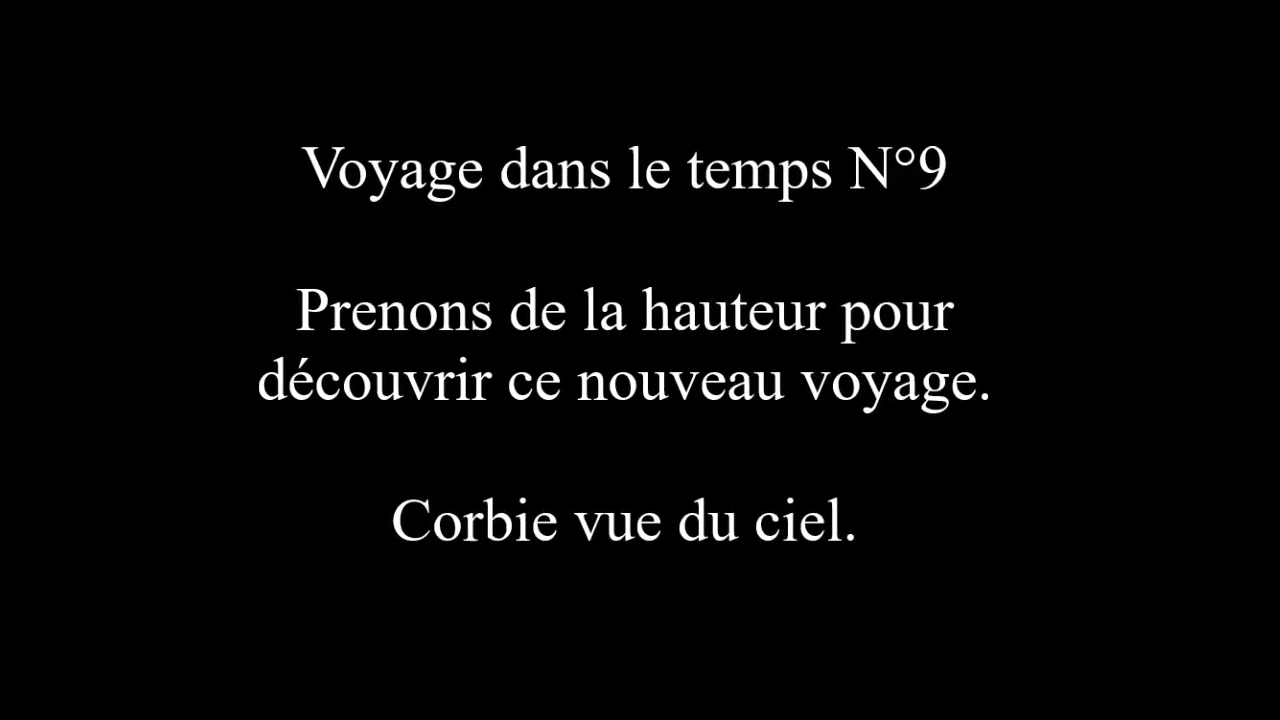 Voyage dans le temps N°9
Prenons de la hauteur pour
découvrir ce nouveau voyage.
Corbie vue du ciel.